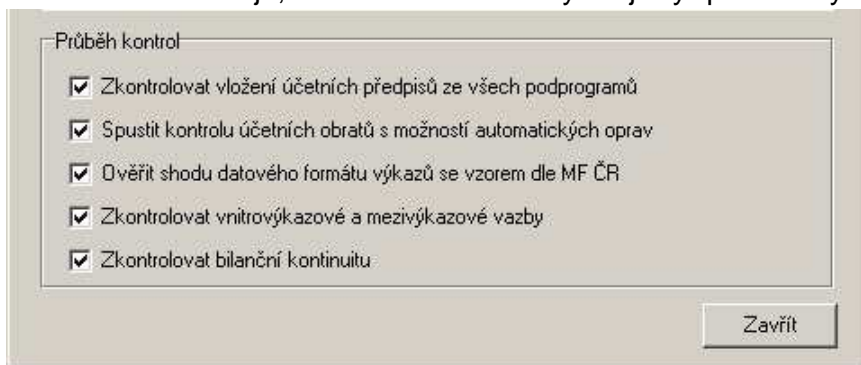 Průběh kontrol
Zkontrolovat vložení účetních předpisů ze všech podprogramů
Spustit kontrolu účetních obratů s možností automatických oprav
Ověřit shodu datového formátu výkazů se vzorem dle MF ČR
Zkontrolovat vnitrovýkazové a mezivýkazové vazby
Zkontrolovat bilanční kontinuitu
Zavřít